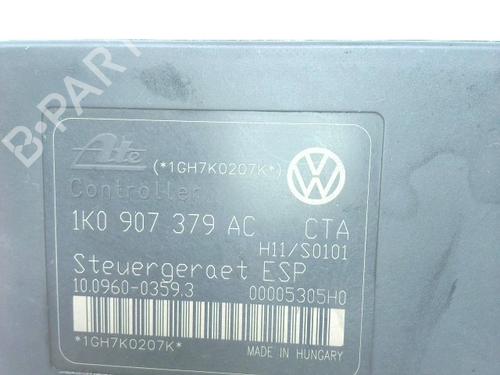 B-PARTS
Ate
(*1GH7K0207K*)
Controller
1K0 907 379 AC CTA
H11/S0101
Steuergeraet ESP
10.0960-0359.3 00005305H0
*1GH7K0207K*
MADE IN HUNGARY